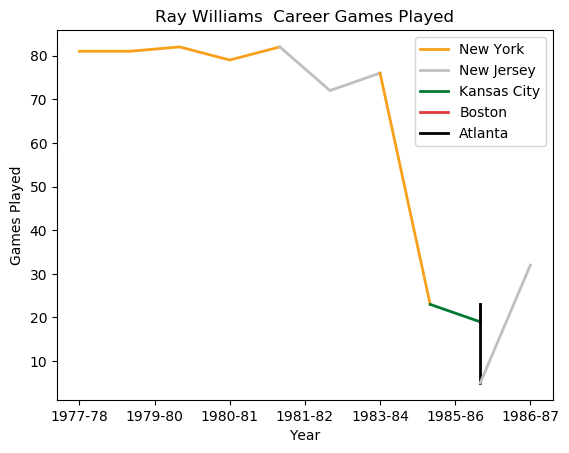 Ray Williams  Career Games Played
New York
New Jersey
Kansas City
Boston
Atlanta
80
70
60
50
40
30
20
10
Games Played
1977-78 1979-80 1980-81 1981-82 1983-84 1985-86 1986-87
Year